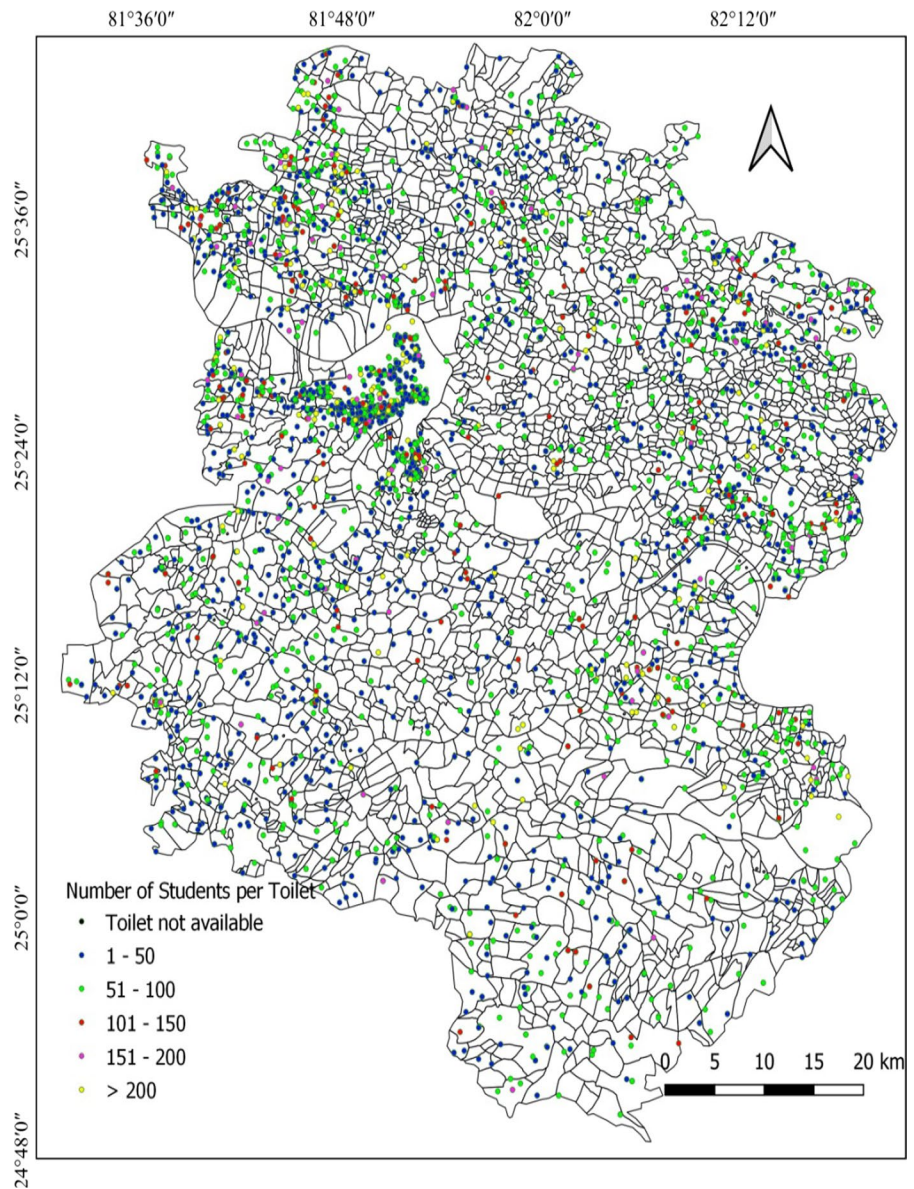 81°36′0″ 81°48′0″ 82°0′0″ 82°12′0″
25°36′0″
25°24′0″
25°12′0″
25°0′0″
24°48′0″
Number of Students per Toilet
Toilet not available
1 - 50
51 - 100
101 - 150
151 - 200
> 200
0 5 10 15 20 km